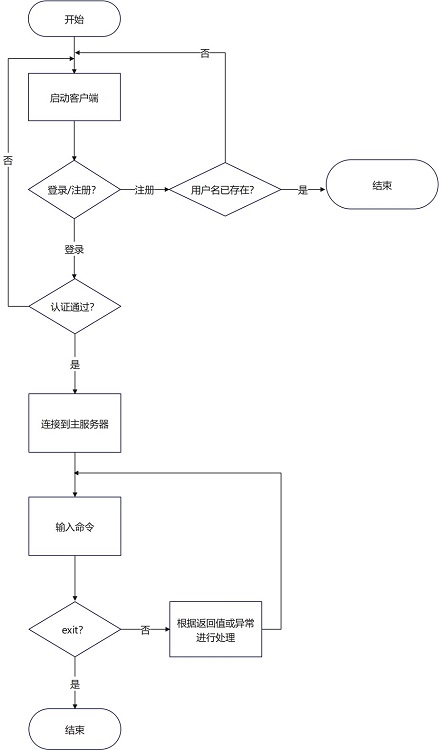 开始
否
启动客户端
否
登录/注册?
注册
用户名已存在?
是
结束
登录
认证通过?
是
连接到主服务器
输入命令
exit?
否
根据返回值或异常
进行处理
是
结束